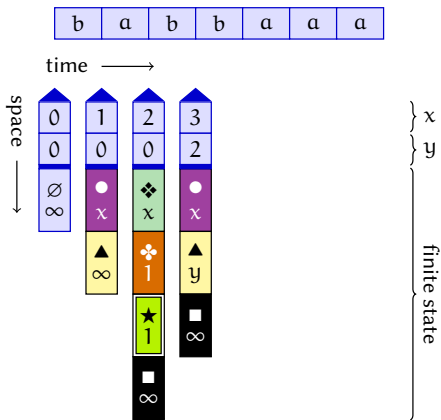 b a b b a a a
time
space
0 1 2 3 x
0 0 0 2 y
∅ ● ❖ ●
∞ x x x
▲ ✤ ▲
∞ 1 y
★ ■
1 ∞
■
∞
finite state